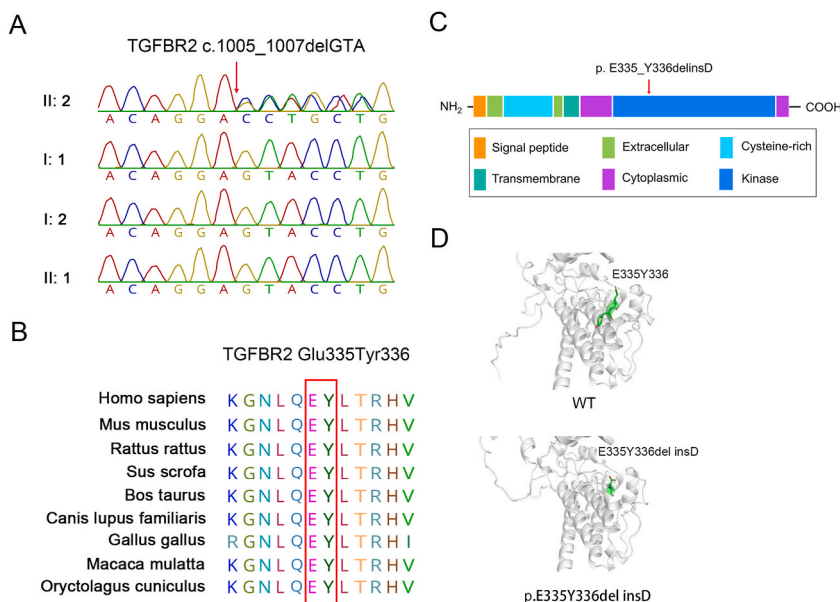 A
TGFBR2 c.1005_1007delGTA
II: 2
A C A G G A C C T G C T G
I: 1
A C A G G A G T A C C T G
I: 2
A C A G G A G T A C C T G
II: 1
A C A G G A G T A C C T G
B
TGFBR2 Glu335Tyr336
Homo sapiens K G N L Q E Y L T R H V
Mus musculus K G N L Q E Y L T R H V
Rattus rattus K G N L Q E Y L T R H V
Sus scrofa K G N L Q E Y L T R H V
Bos taurus K G N L Q E Y L T R H V
Canis lupus familiaris K G N L Q E Y L T R H V
Gallus gallus R G N L Q E Y L T R H I
Macaca mulatta K G N L Q E Y L T R H V
Oryctolagus cuniculus K G N L Q E Y L T R H V
C
p. E335_Y336delinsD
NH2 COOH
Signal peptide Extracellular Cysteine-rich
Transmembrane Cytoplasmic Kinase
D
E335Y336
WT
E335Y336del insD
p.E335Y336del insD